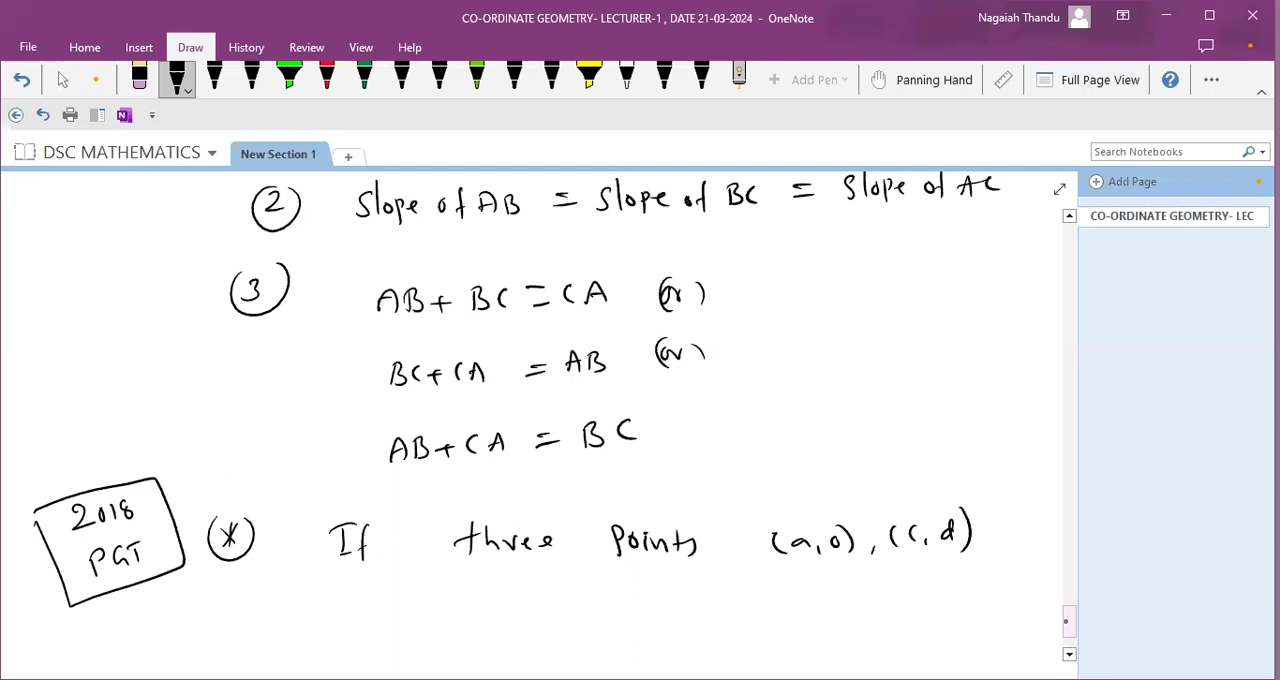 CO-ORDINATE GEOMETRY- LECTURER-1 , DATE 21-03-2024 - OneNote
Nagaiah Thandu
File Home Insert Draw History Review View Help
Add Pen Panning Hand Full Page View
DSC MATHEMATICS New Section 1 Search Notebooks
Add Page
CO-ORDINATE GEOMETRY- LEC
(2) Slope of AB = Slope of BC = Slope of AC
(3) AB + BC = CA (or)
BC + CA = AB (or)
AB + CA = BC
2018
PGT
(*) If three points (a,0), (c,d)